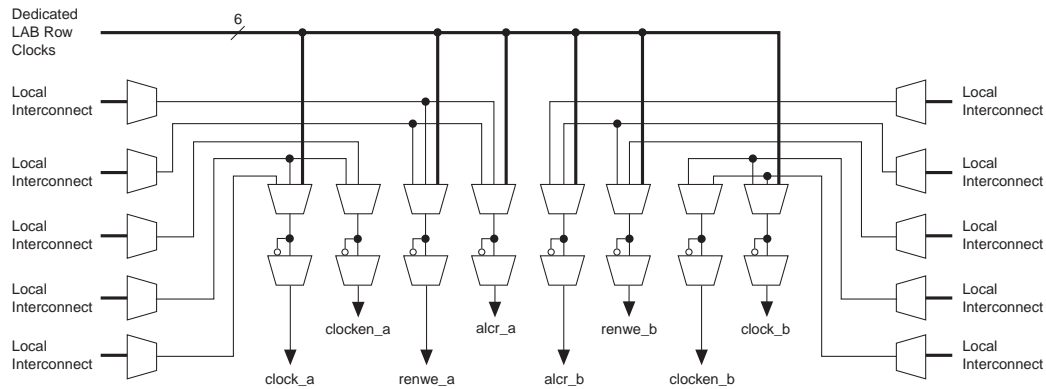 Dedicated
LAB Row
Clocks
6
Local
Interconnect
Local
Interconnect
Local
Interconnect
Local
Interconnect
Local
Interconnect
Local
Interconnect
Local
Interconnect
Local
Interconnect
Local
Interconnect
Local
Interconnect
clocken_a
alcr_a
renwe_b
clock_b
clock_a
renwe_a
alcr_b
clocken_b